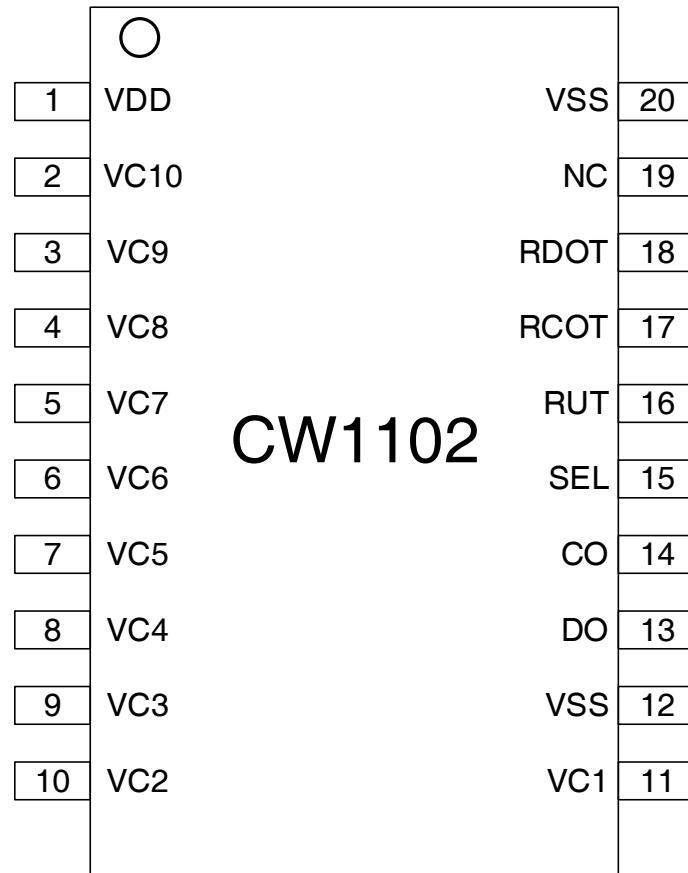 1 VDD VSS 20
2 VC10 NC 19
3 VC9 RDOT 18
4 VC8 RCOT 17
5 VC7 RUT 16
CW1102
6 VC6 SEL 15
7 VC5 CO 14
8 VC4 DO 13
9 VC3 VSS 12
10 VC2 VC1 11